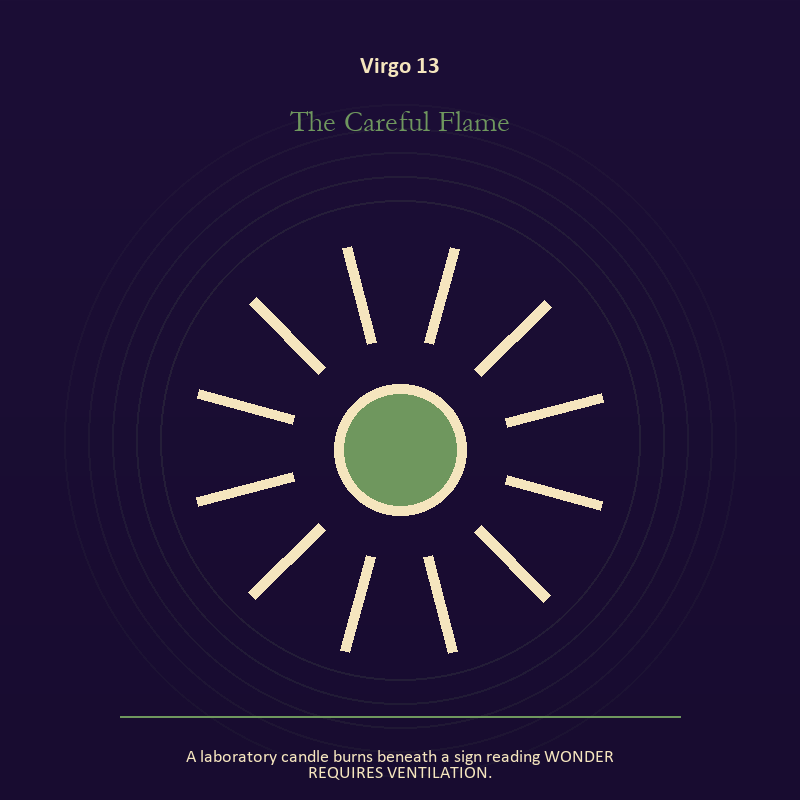 Virgo 13
The Careful Flame
A laboratory candle burns beneath a sign reading WONDER
REQUIRES VENTILATION.